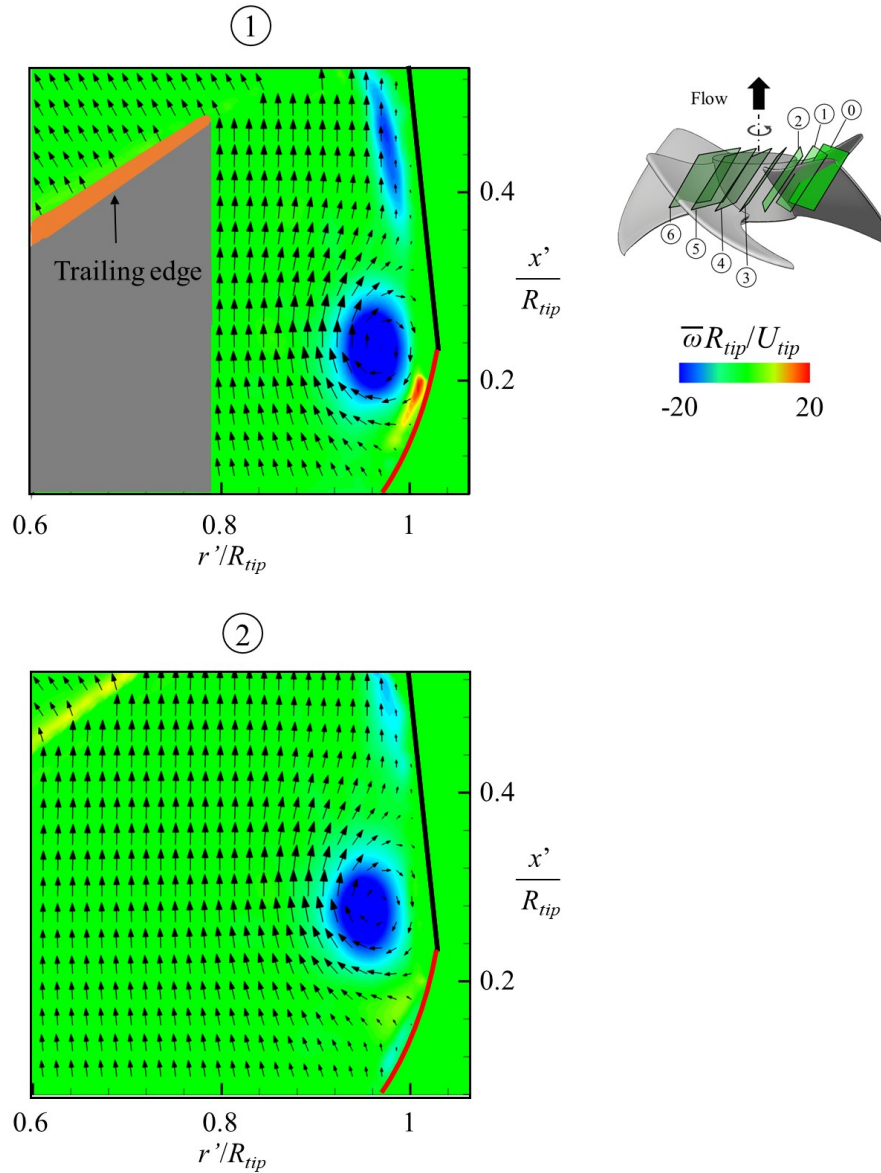 ①
Trailing edge
0.4
0.2
x’
R_tip
0.6
0.8
1
r’/R_tip
Flow
0
1
2
6
5
4
3
ω̅R_tip/U_tip
-20
20
②
0.4
0.2
x’
R_tip
0.6
0.8
1
r’/R_tip